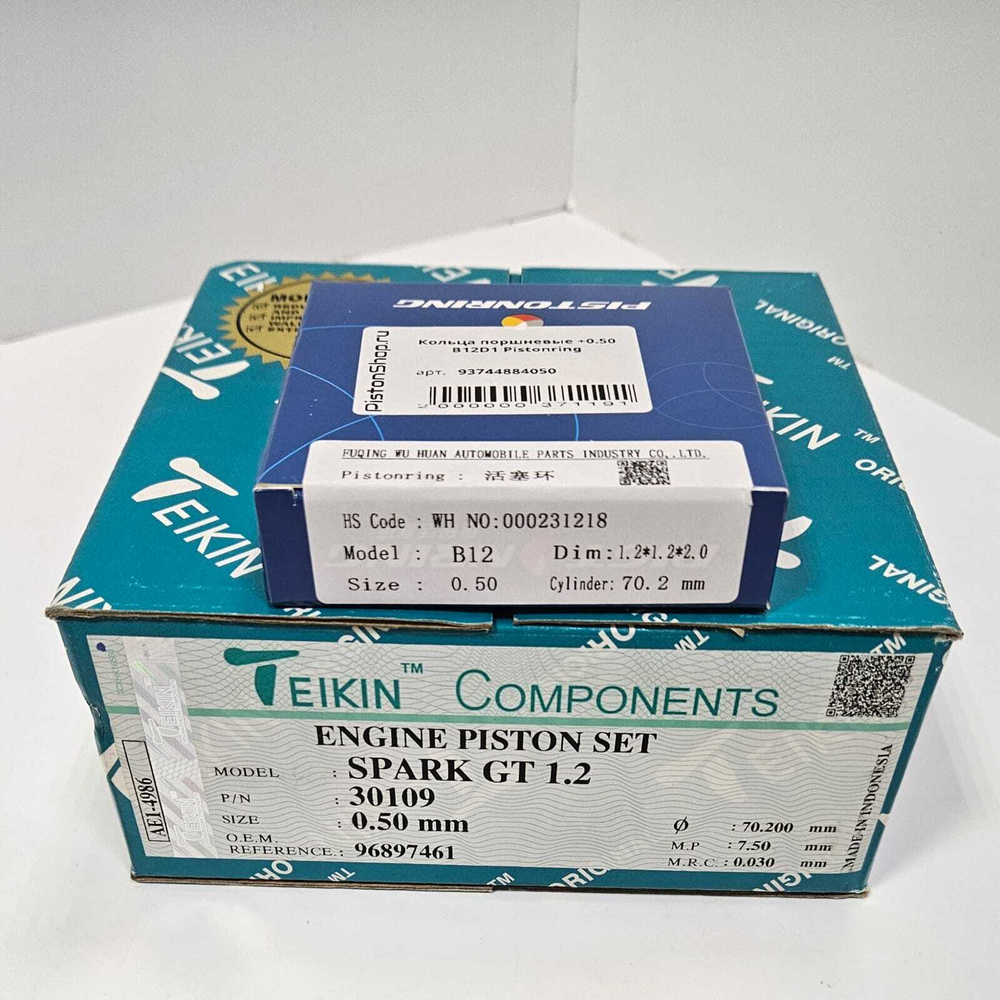 PISTONRING
PistonShop.ru
Кольца поршневые +0.50
B12D1 Pistonring
арт. 93744884050
2 000000 371191
FUQING WU HUAN AUTOMOBILE PARTS INDUSTRY CO,.LTD.
Pistonring : 活塞环
HS Code : WH NO:000231218
Model : B12 Dim:1.2*1.2*2.0
Size : 0.50 Cylinder: 70.2 mm
TEIKIN
TEIKIN
ORIGINAL
TM
TEIKIN™ COMPONENTS
ENGINE PISTON SET
MODEL : SPARK GT 1.2
P/N : 30109
SIZE : 0.50 mm
O.E.M.
REFERENCE.: 96897461
Ø : 70.200 mm
M.P : 7.50 mm
M.R.C. : 0.030 mm
AE1-4986
MADE IN INDONESIA